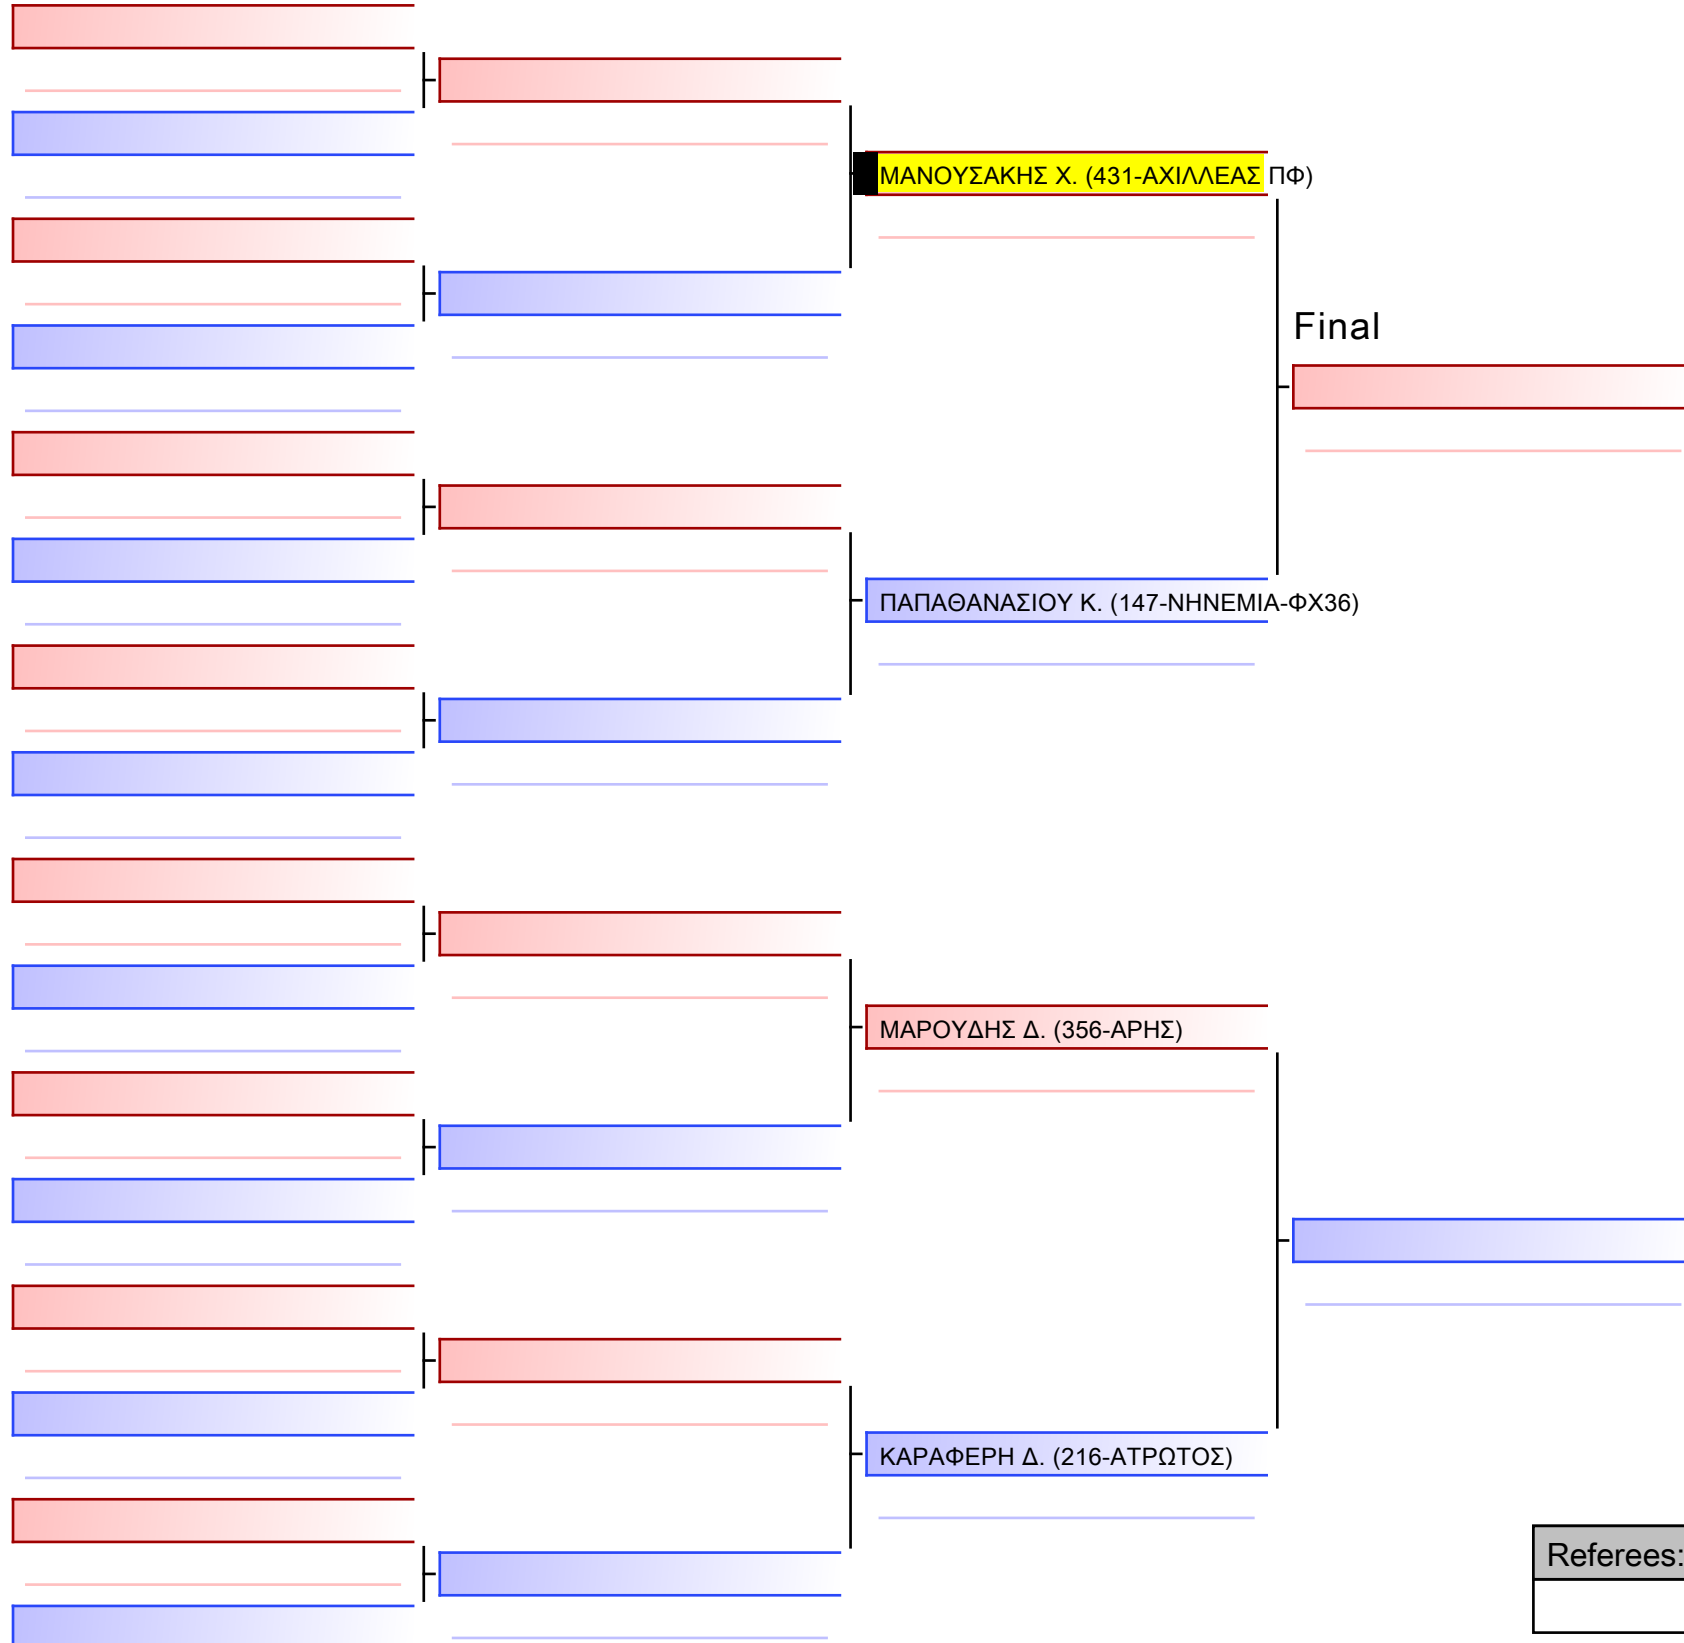 ΜΑΝΟΥΣΑΚΗΣ Χ. (431-ΑΧΙΛΛΕΑΣ ΠΦ)
Final
ΠΑΠΑΘΑΝΑΣΙΟΥ Κ. (147-ΝΗΝΕΜΙΑ-ΦΧ36)
ΜΑΡΟΥΔΗΣ Δ. (356-ΑΡΗΣ)
ΚΑΡΑΦΕΡΗ Δ. (216-ΑΤΡΩΤΟΣ)
Referees: